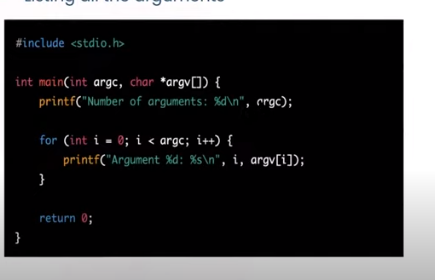 Listing all the arguments
#include <stdio.h>
int main(int argc, char *argv[]) {
    printf("Number of arguments: %d\n", argc);
    for (int i = 0; i < argc; i++) {
        printf("Argument %d: %s\n", i, argv[i]);
    }
    return 0;
}